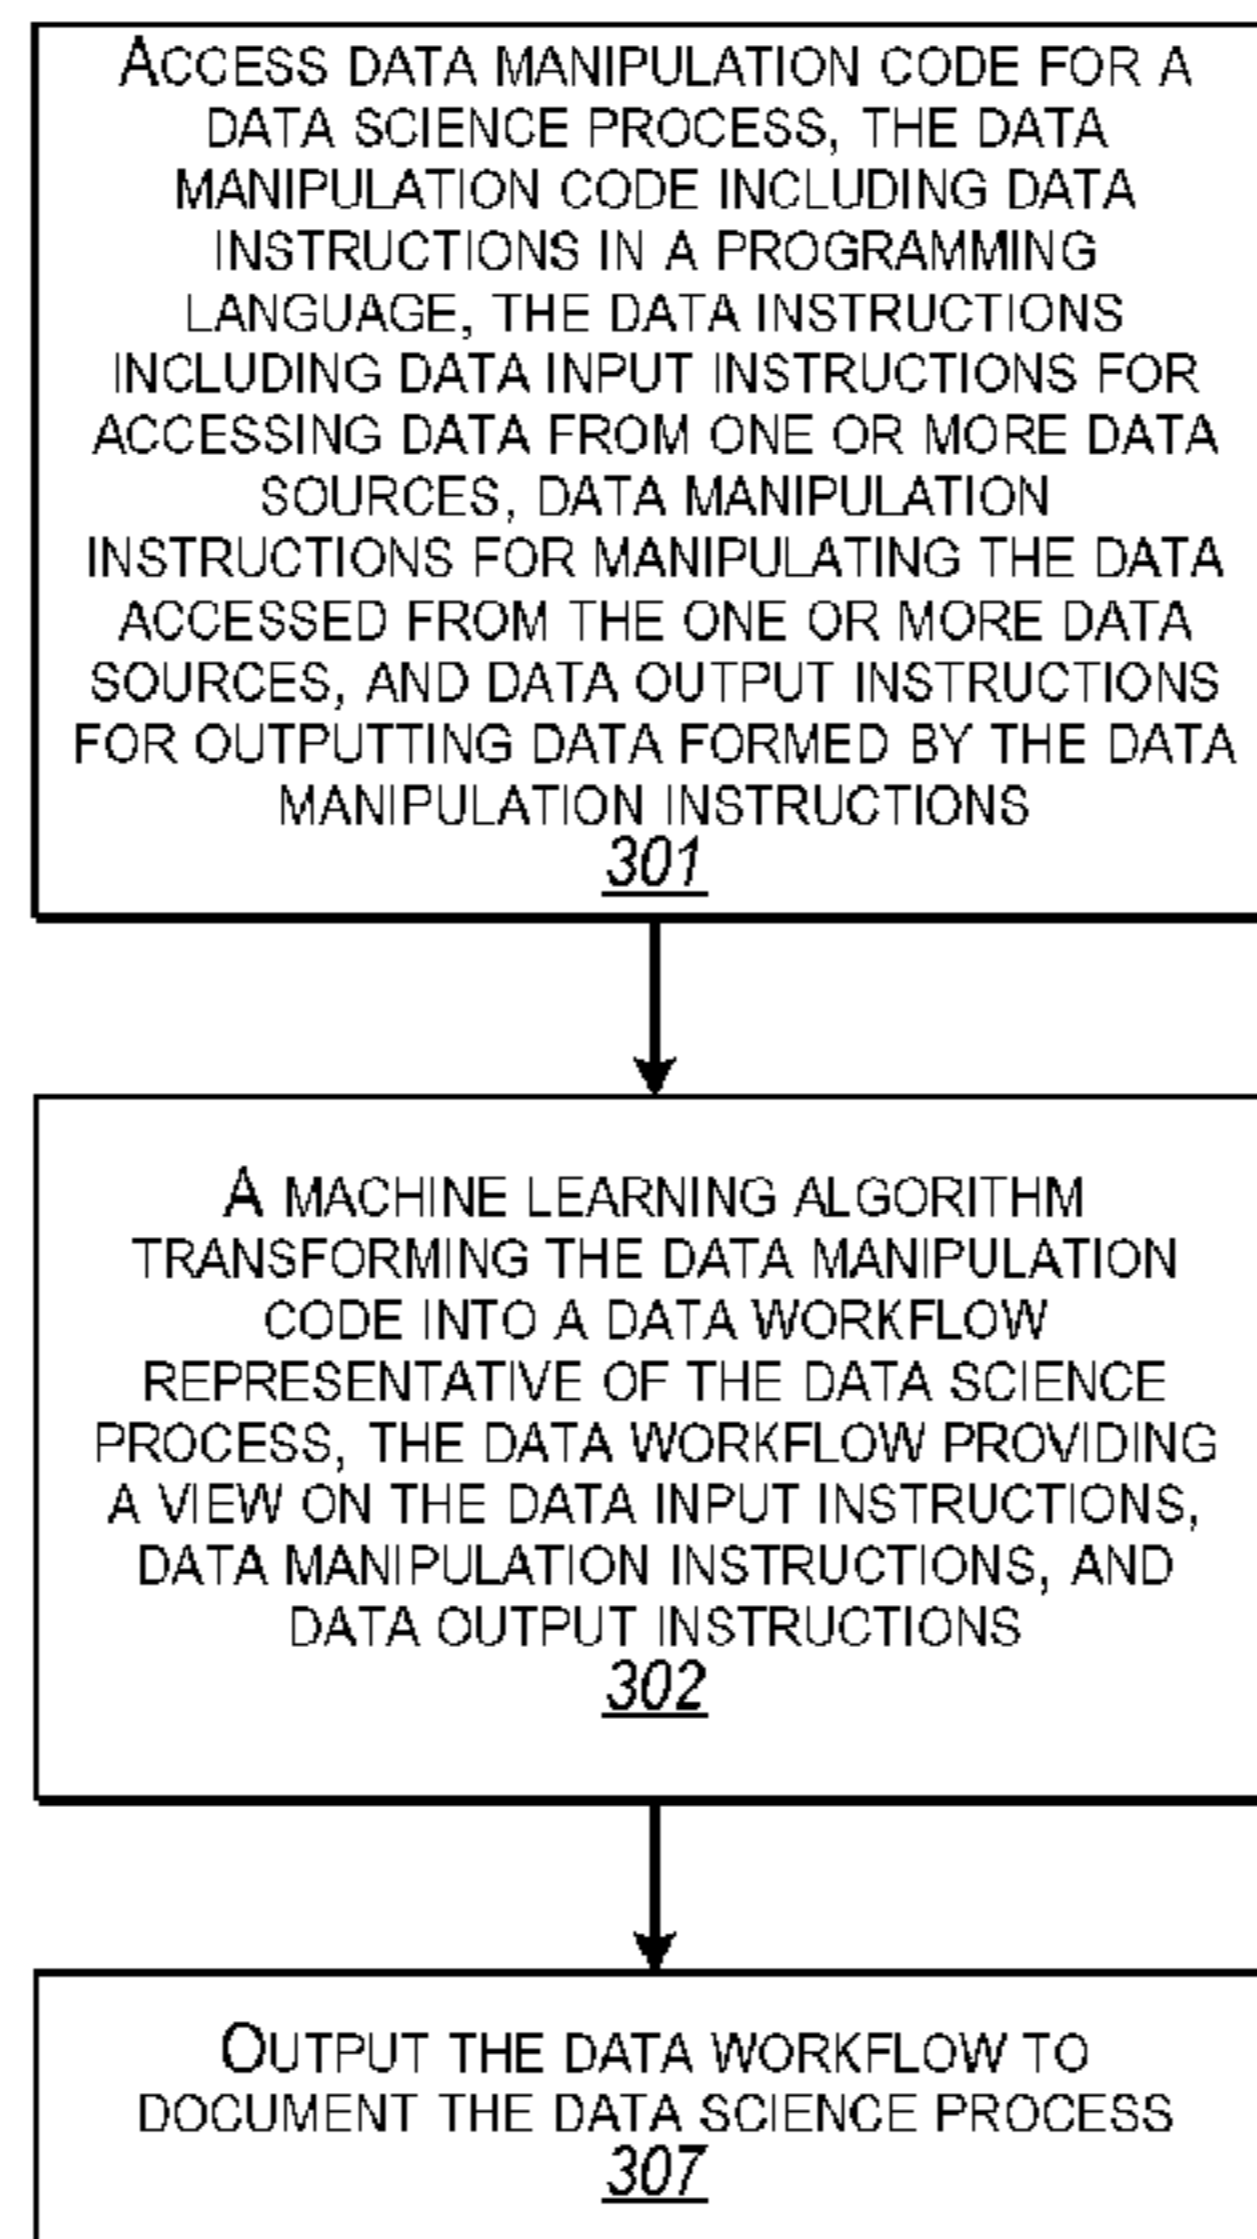 ACCESS DATA MANIPULATION CODE FOR A
DATA SCIENCE PROCESS, THE DATA
MANIPULATION CODE INCLUDING DATA
INSTRUCTIONS IN A PROGRAMMING
LANGUAGE, THE DATA INSTRUCTIONS
INCLUDING DATA INPUT INSTRUCTIONS FOR
ACCESSING DATA FROM ONE OR MORE DATA
SOURCES, DATA MANIPULATION
INSTRUCTIONS FOR MANIPULATING THE DATA
ACCESSED FROM THE ONE OR MORE DATA
SOURCES, AND DATA OUTPUT INSTRUCTIONS
FOR OUTPUTTING DATA FORMED BY THE DATA
MANIPULATION INSTRUCTIONS
301
A MACHINE LEARNING ALGORITHM
TRANSFORMING THE DATA MANIPULATION
CODE INTO A DATA WORKFLOW
REPRESENTATIVE OF THE DATA SCIENCE
PROCESS, THE DATA WORKFLOW PROVIDING
A VIEW ON THE DATA INPUT INSTRUCTIONS,
DATA MANIPULATION INSTRUCTIONS, AND
DATA OUTPUT INSTRUCTIONS
302
OUTPUT THE DATA WORKFLOW TO
DOCUMENT THE DATA SCIENCE PROCESS
307